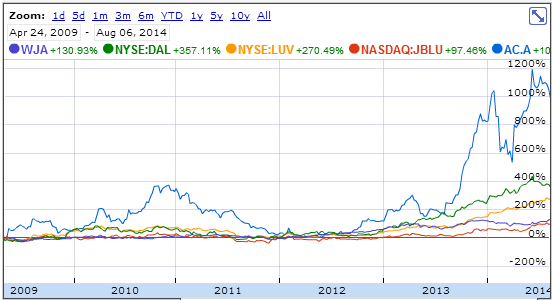 Zoom: 1d 5d 1m 3m 6m YTD 1y 5y 10y All
Apr 24, 2009 - Aug 06, 2014
WJA +130.93% NYSE:DAL +357.11% NYSE:LUV +270.49% NASDAQ:JBLU +97.46% AC.A +10
1200%
1000%
800%
600%
400%
200%
0%
-200%
2009 2010 2011 2012 2013 2014